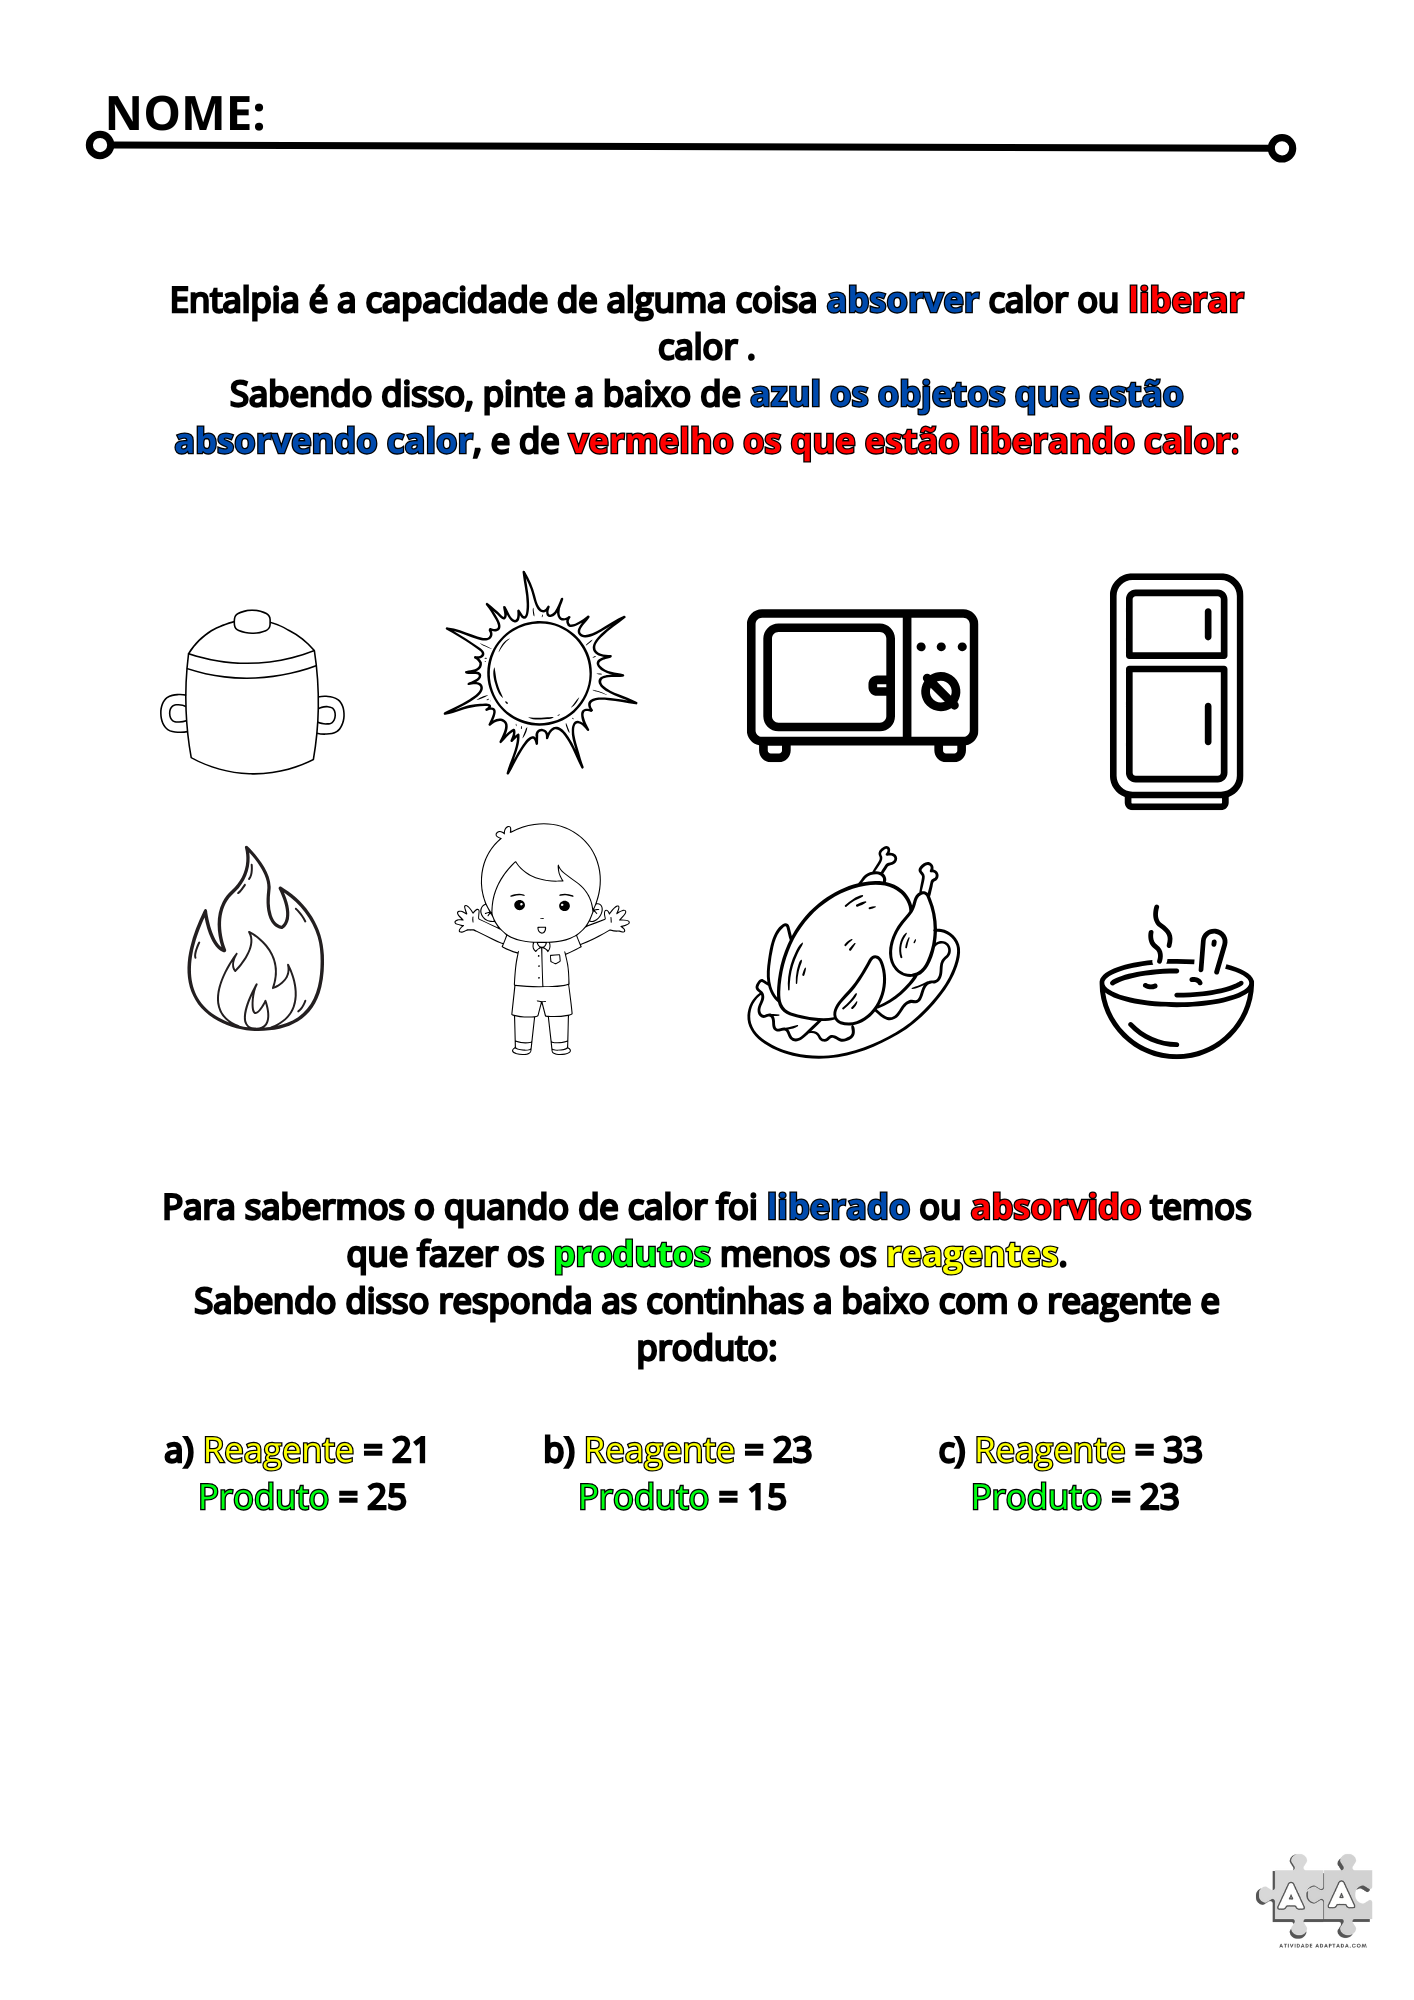 NOME:
Entalpia é a capacidade de alguma coisa absorver calor ou liberar
calor .
Sabendo disso, pinte a baixo de azul os objetos que estão
absorvendo calor, e de vermelho os que estão liberando calor:
Para sabermos o quando de calor foi liberado ou absorvido temos
que fazer os produtos menos os reagentes.
Sabendo disso responda as continhas a baixo com o reagente e
produto:
a) Reagente = 21
Produto = 25
b) Reagente = 23
Produto = 15
c) Reagente = 33
Produto = 23
A A
ATIVIDADE ADAPTADA.COM